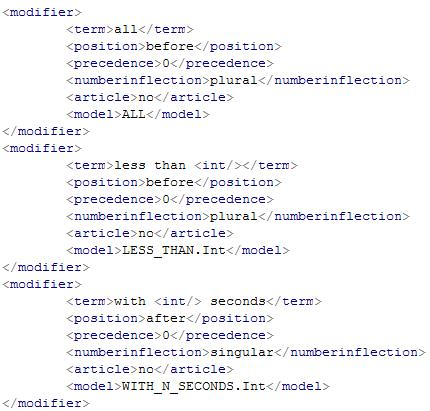 <modifier>
<term>all</term>
<position>before</position>
<precedence>0</precedence>
<numberinflection>plural</numberinflection>
<article>no</article>
<model>ALL</model>
</modifier>
<modifier>
<term>less than <int/></term>
<position>before</position>
<precedence>0</precedence>
<numberinflection>plural</numberinflection>
<article>no</article>
<model>LESS_THAN.Int</model>
</modifier>
<modifier>
<term>with <int/> seconds</term>
<position>after</position>
<precedence>0</precedence>
<numberinflection>singular</numberinflection>
<article>no</article>
<model>WITH_N_SECONDS.Int</model>
</modifier>